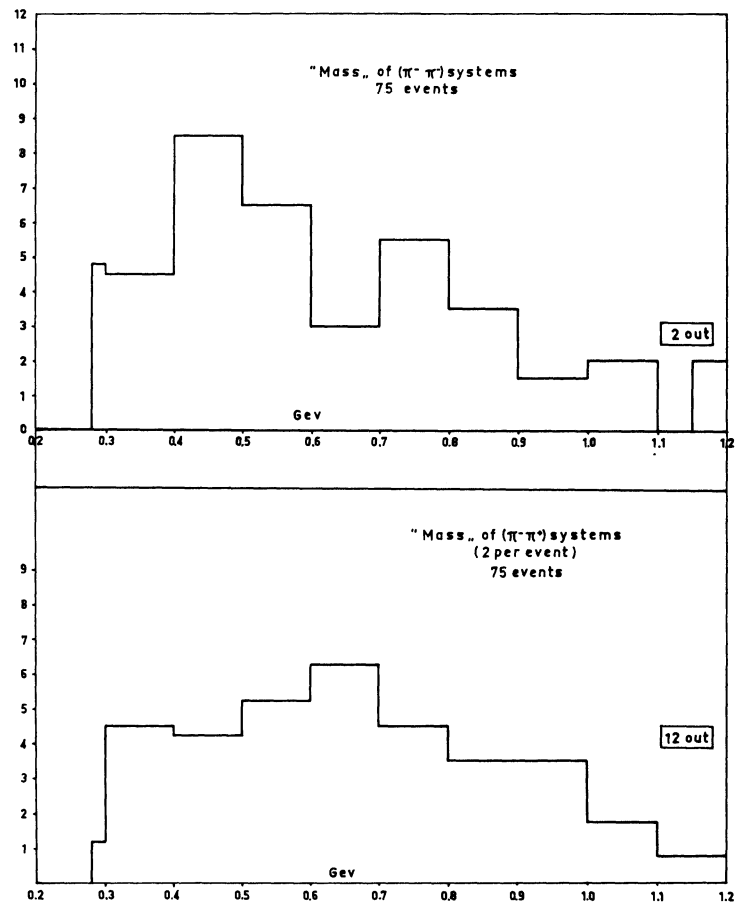 12
11
10
9
8
7
6
5
4
3
2
1
0
"Mass„ of (π⁻ π⁻) systems
75 events
2 out
Gev
0.2 0.3 0.4 0.5 0.6 0.7 0.8 0.9 1.0 1.1 1.2
"Mass„ of (π⁻π⁺) systems
(2 per event)
75 events
9
8
7
6
5
4
3
2
1
12 out
Gev
0.2 0.3 0.4 0.5 0.6 0.7 0.8 0.9 1.0 1.1 1.2